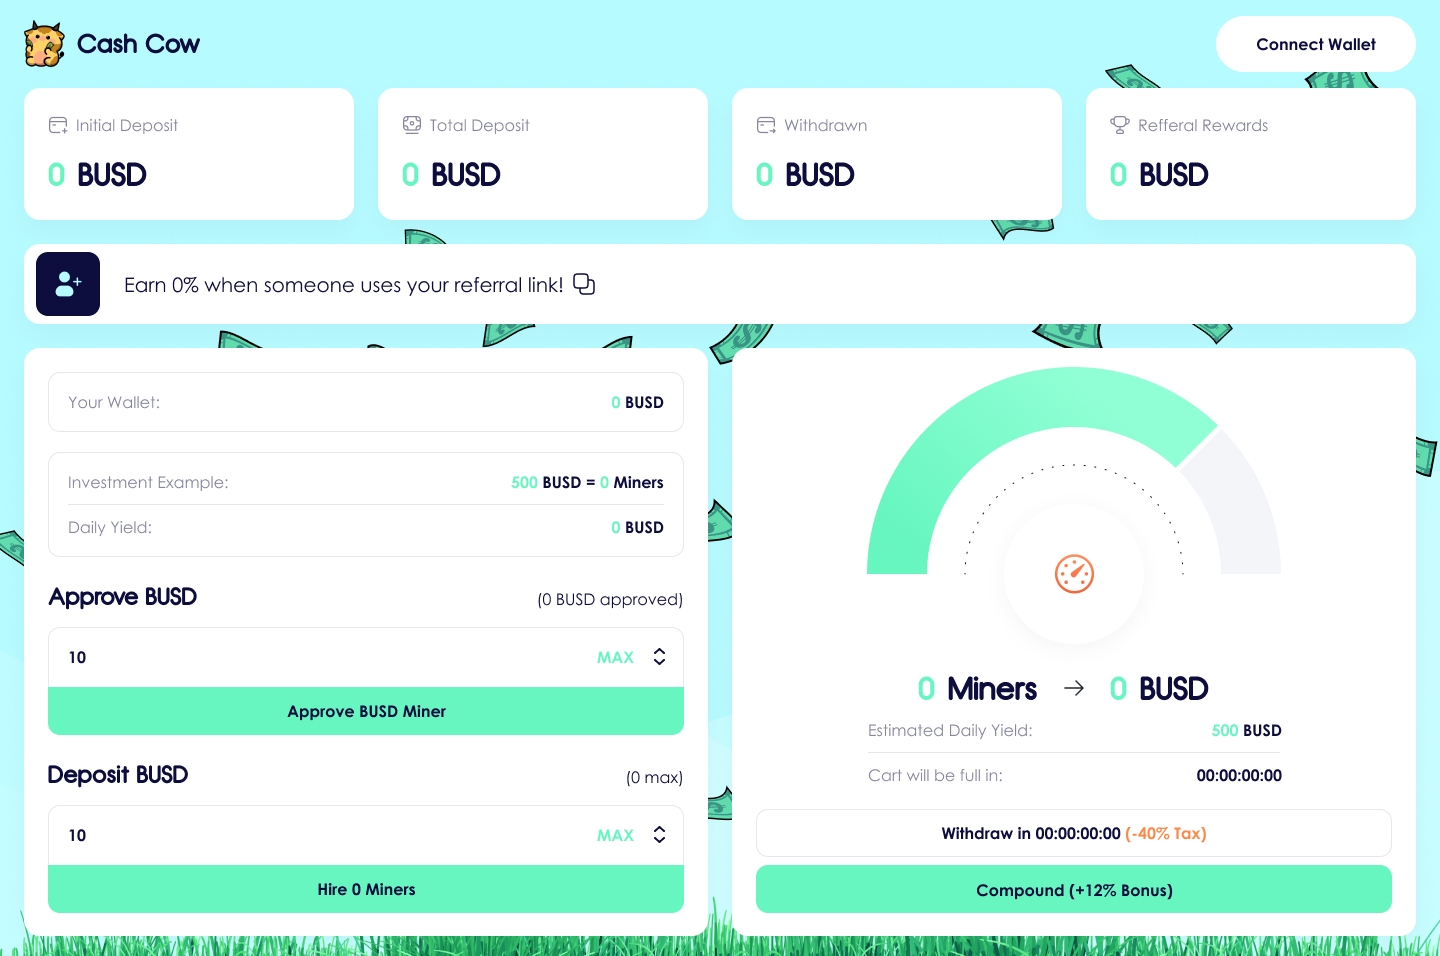 Cash Cow
Connect Wallet
Initial Deposit
0 BUSD
Total Deposit
0 BUSD
Withdrawn
0 BUSD
Refferal Rewards
0 BUSD
Earn 0% when someone uses your referral link!
Your Wallet:
0 BUSD
Investment Example:
500 BUSD = 0 Miners
Daily Yield:
0 BUSD
Approve BUSD
(0 BUSD approved)
10
MAX
Approve BUSD Miner
Deposit BUSD
(0 max)
10
MAX
Hire 0 Miners
0 Miners → 0 BUSD
Estimated Daily Yield:
500 BUSD
Cart will be full in:
00:00:00:00
Withdraw in 00:00:00:00 (-40% Tax)
Compound (+12% Bonus)